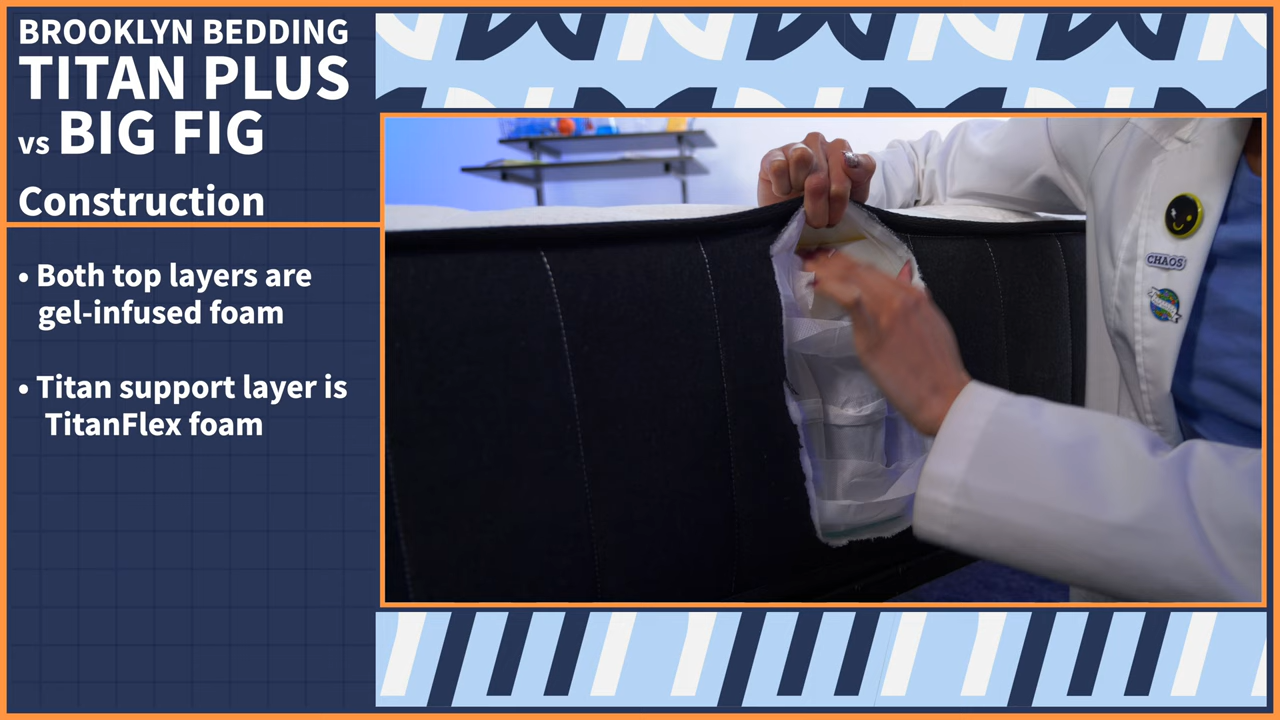 BROOKLYN BEDDING
TITAN PLUS
vs BIG FIG
Construction
• Both top layers are
gel-infused foam
• Titan support layer is
TitanFlex foam
CHAOS